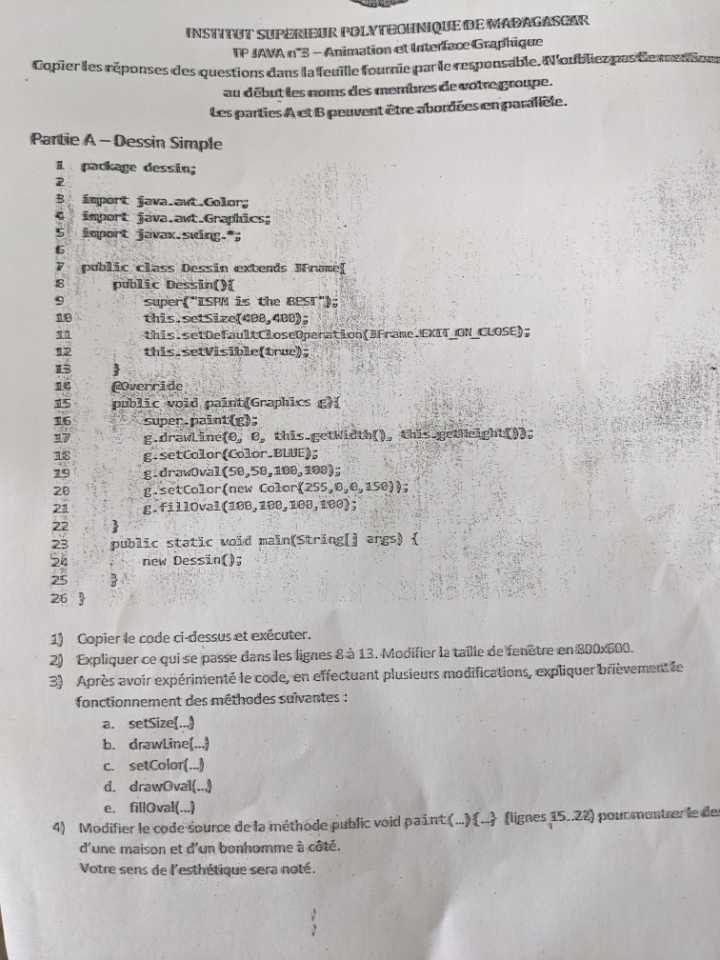 INSTITUT SUPERIEUR POLYTECHNIQUE DE MADAGASCAR
TP JAVA n°3 – Animation et Interface Graphique
Copier les réponses des questions dans la feuille fournie par le responsable. N'oubliez pas de mentionner
au début les noms des membres de votre groupe.
Les parties A et B peuvent être abordées en parallèle.
Partie A – Dessin Simple
1 package dessin;
2
3 import java.awt.Color;
4 import java.awt.Graphics;
5 import javax.swing.*;
6
7 public class Dessin extends JFrame{
8 public Dessin(){
9 super("ISPM is the BEST");
10 this.setSize(400,400);
11 this.setDefaultCloseOperation(JFrame.EXIT_ON_CLOSE);
12 this.setVisible(true);
13 }
14 @Override
15 public void paint(Graphics g){
16 super.paint(g);
17 g.drawLine(0, 0, this.getWidth(), this.getHeight());
18 g.setColor(Color.BLUE);
19 g.drawOval(50,50,100,100);
20 g.setColor(new Color(255,0,0,150));
21 g.fillOval(100,100,100,100);
22 }
23 public static void main(String[] args) {
24 new Dessin();
25 }
26 }
1) Copier le code ci-dessus et exécuter.
2) Expliquer ce qui se passe dans les lignes 8 à 13. Modifier la taille de fenêtre en 800x600.
3) Après avoir expérimenté le code, en effectuant plusieurs modifications, expliquer brièvement le
fonctionnement des méthodes suivantes :
a. setSize(...)
b. drawLine(...)
c. setColor(...)
d. drawOval(...)
e. fillOval(...)
4) Modifier le code source de la méthode public void paint(...){...} (lignes 15..22) pour montrer le des
d'une maison et d'un bonhomme à côté.
Votre sens de l'esthétique sera noté.